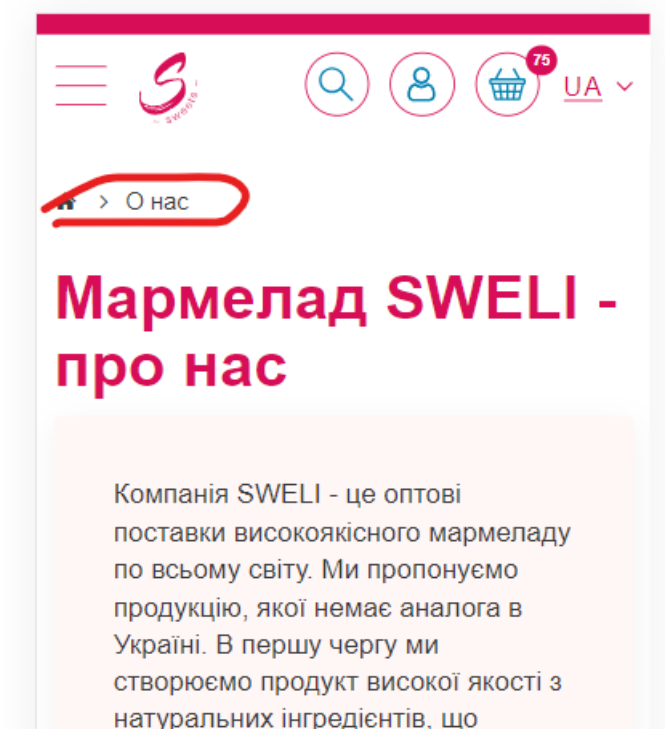 75
UA
~ sweets ~
> О нас
Мармелад SWELI -
про нас
Компанія SWELI - це оптові
поставки високоякісного мармеладу
по всьому світу. Ми пропонуємо
продукцію, якої немає аналога в
Україні. В першу чергу ми
створюємо продукт високої якості з
натуральних інгредієнтів, що